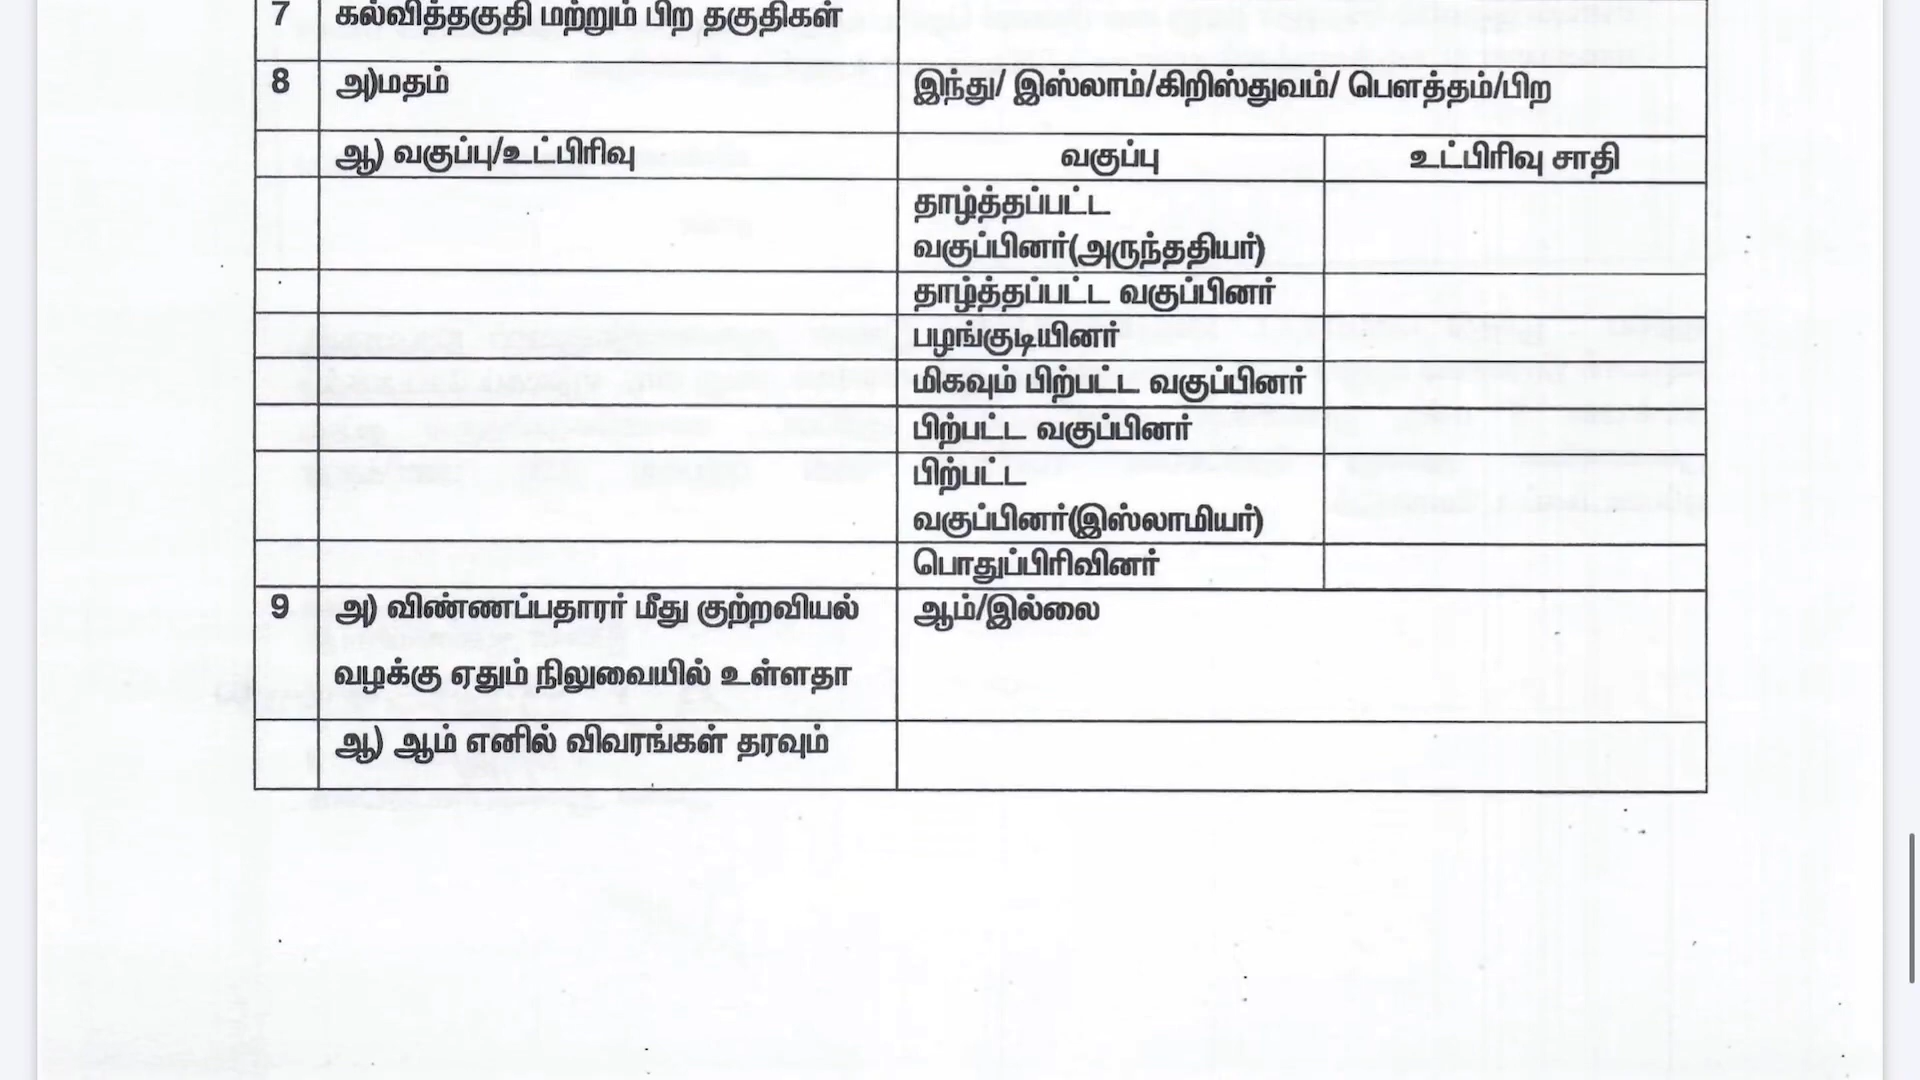 7 கல்வித்தகுதி மற்றும் பிற தகுதிகள்
8 அ)மதம் இந்து/ இஸ்லாம்/கிறிஸ்துவம்/ பௌத்தம்/பிற
ஆ) வகுப்பு/உட்பிரிவு வகுப்பு உட்பிரிவு சாதி
தாழ்த்தப்பட்ட
வகுப்பினர்(அருந்ததியர்)
தாழ்த்தப்பட்ட வகுப்பினர்
பழங்குடியினர்
மிகவும் பிற்பட்ட வகுப்பினர்
பிற்பட்ட வகுப்பினர்
பிற்பட்ட
வகுப்பினர்(இஸ்லாமியர்)
பொதுப்பிரிவினர்
9 அ) விண்ணப்பதாரர் மீது குற்றவியல் ஆம்/இல்லை
வழக்கு ஏதும் நிலுவையில் உள்ளதா
ஆ) ஆம் எனில் விவரங்கள் தரவும்